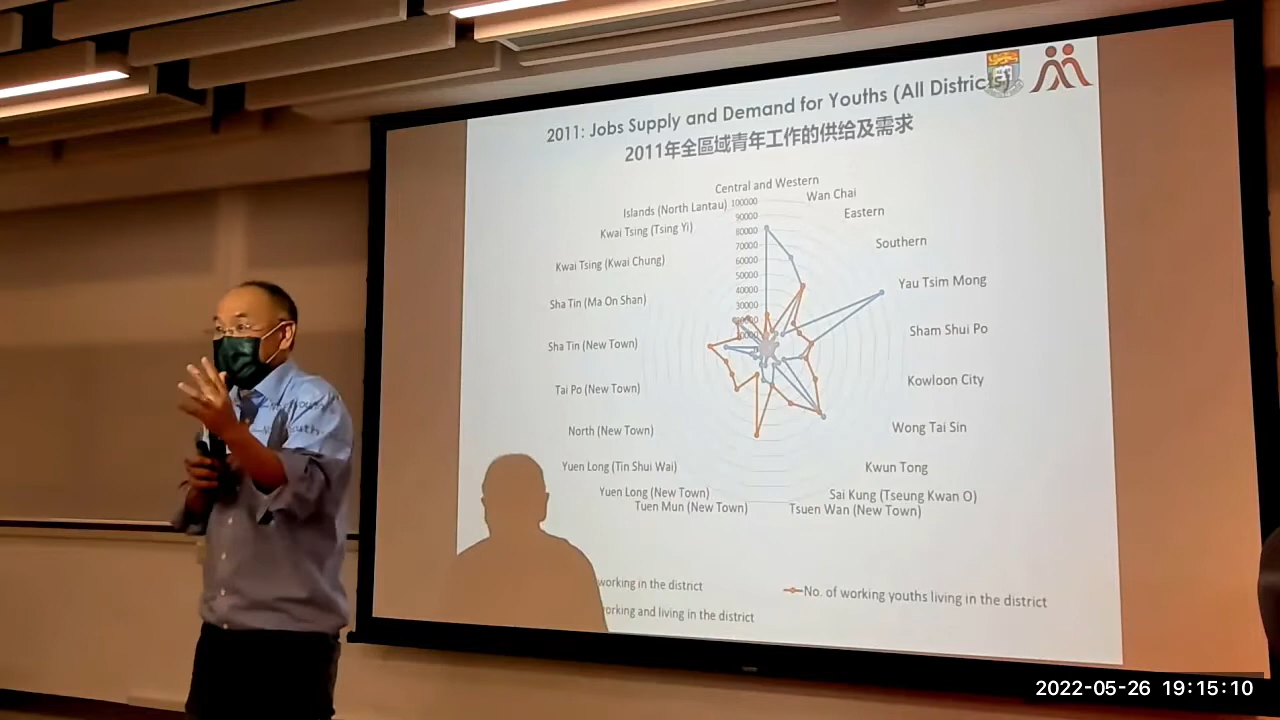 2011: Jobs Supply and Demand for Youths (All Districts)
2011年全區域青年工作的供给及需求
Central and Western
Wan Chai
Eastern
Southern
Yau Tsim Mong
Sham Shui Po
Kowloon City
Wong Tai Sin
Kwun Tong
Sai Kung (Tseung Kwan O)
Tsuen Wan (New Town)
Tuen Mun (New Town)
Yuen Long (New Town)
Yuen Long (Tin Shui Wai)
North (New Town)
Tai Po (New Town)
Sha Tin (New Town)
Sha Tin (Ma On Shan)
Kwai Tsing (Kwai Chung)
Kwai Tsing (Tsing Yi)
Islands (North Lantau)
100000
90000
80000
70000
60000
50000
40000
30000
working in the district
No. of working youths living in the district
working and living in the district
2022-05-26 19:15:10